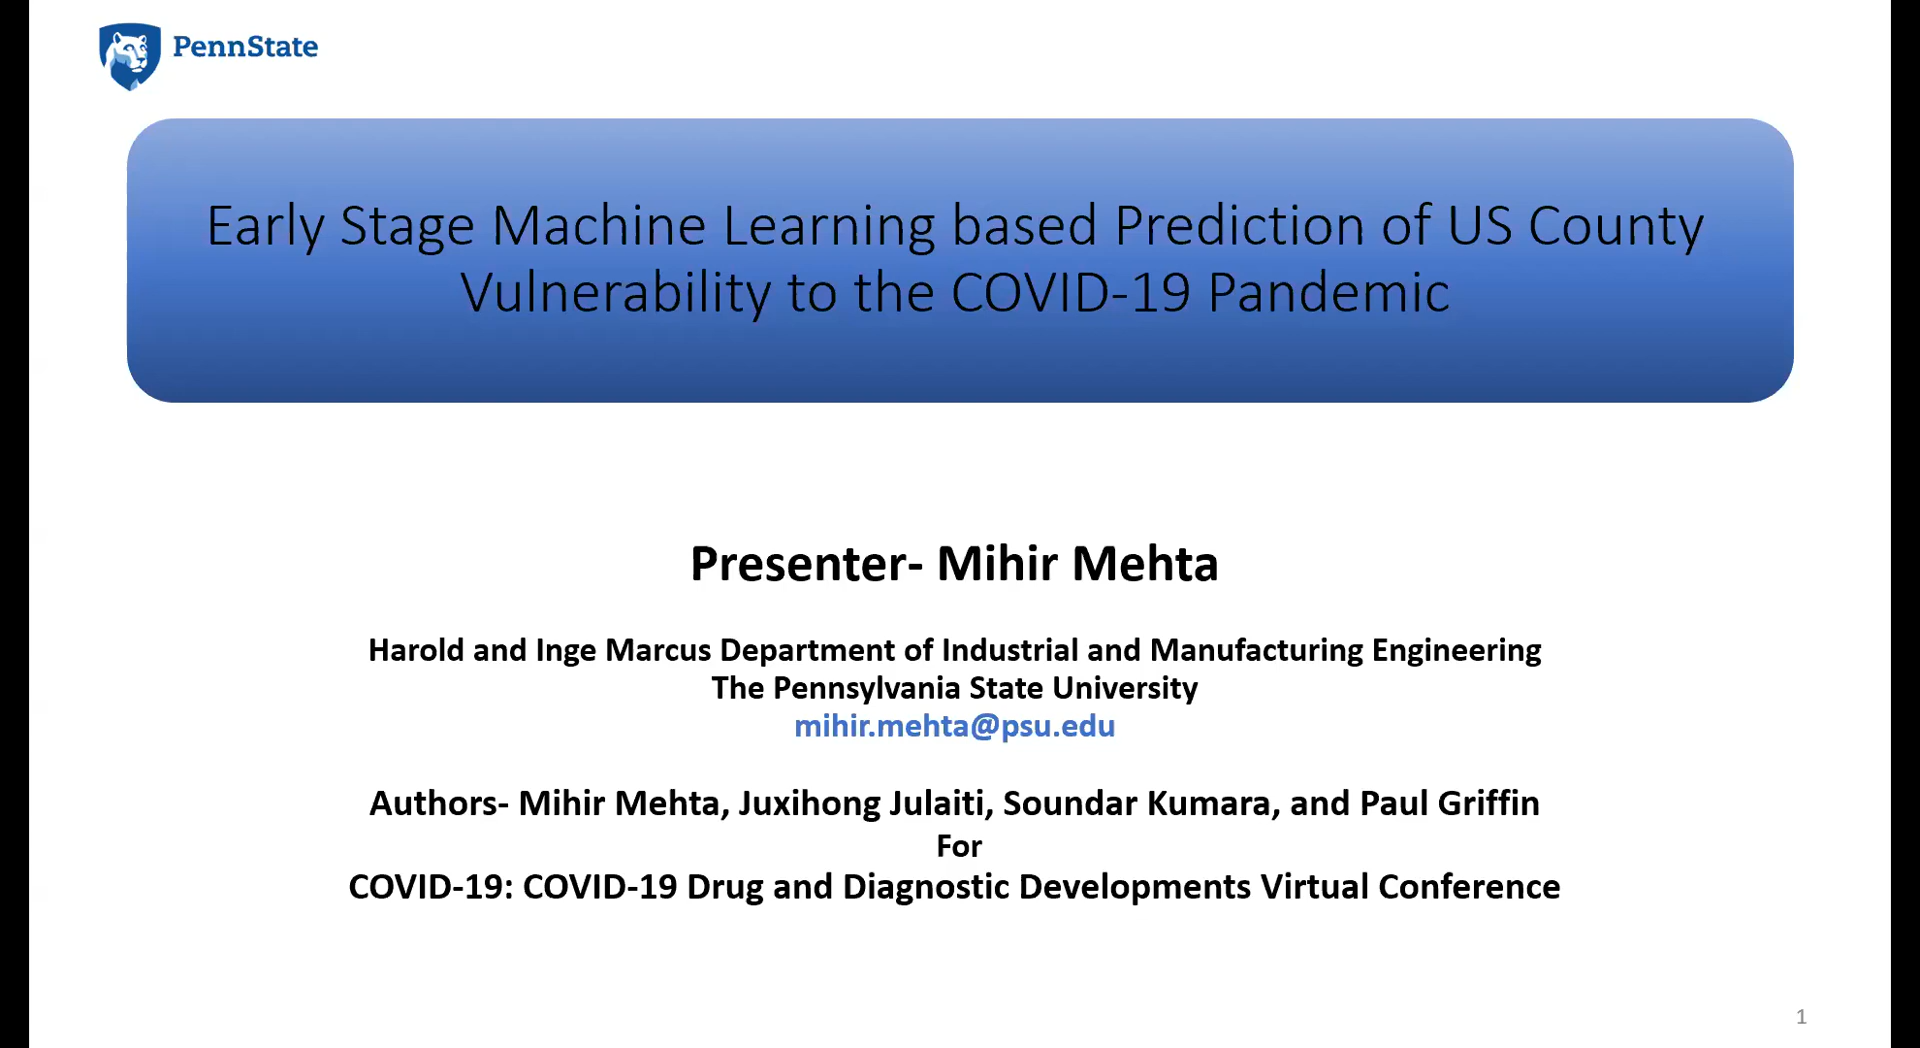 PennState
Early Stage Machine Learning based Prediction of US County
Vulnerability to the COVID-19 Pandemic
Presenter- Mihir Mehta
Harold and Inge Marcus Department of Industrial and Manufacturing Engineering
The Pennsylvania State University
mihir.mehta@psu.edu
Authors- Mihir Mehta, Juxihong Julaiti, Soundar Kumara, and Paul Griffin
For
COVID-19: COVID-19 Drug and Diagnostic Developments Virtual Conference
1